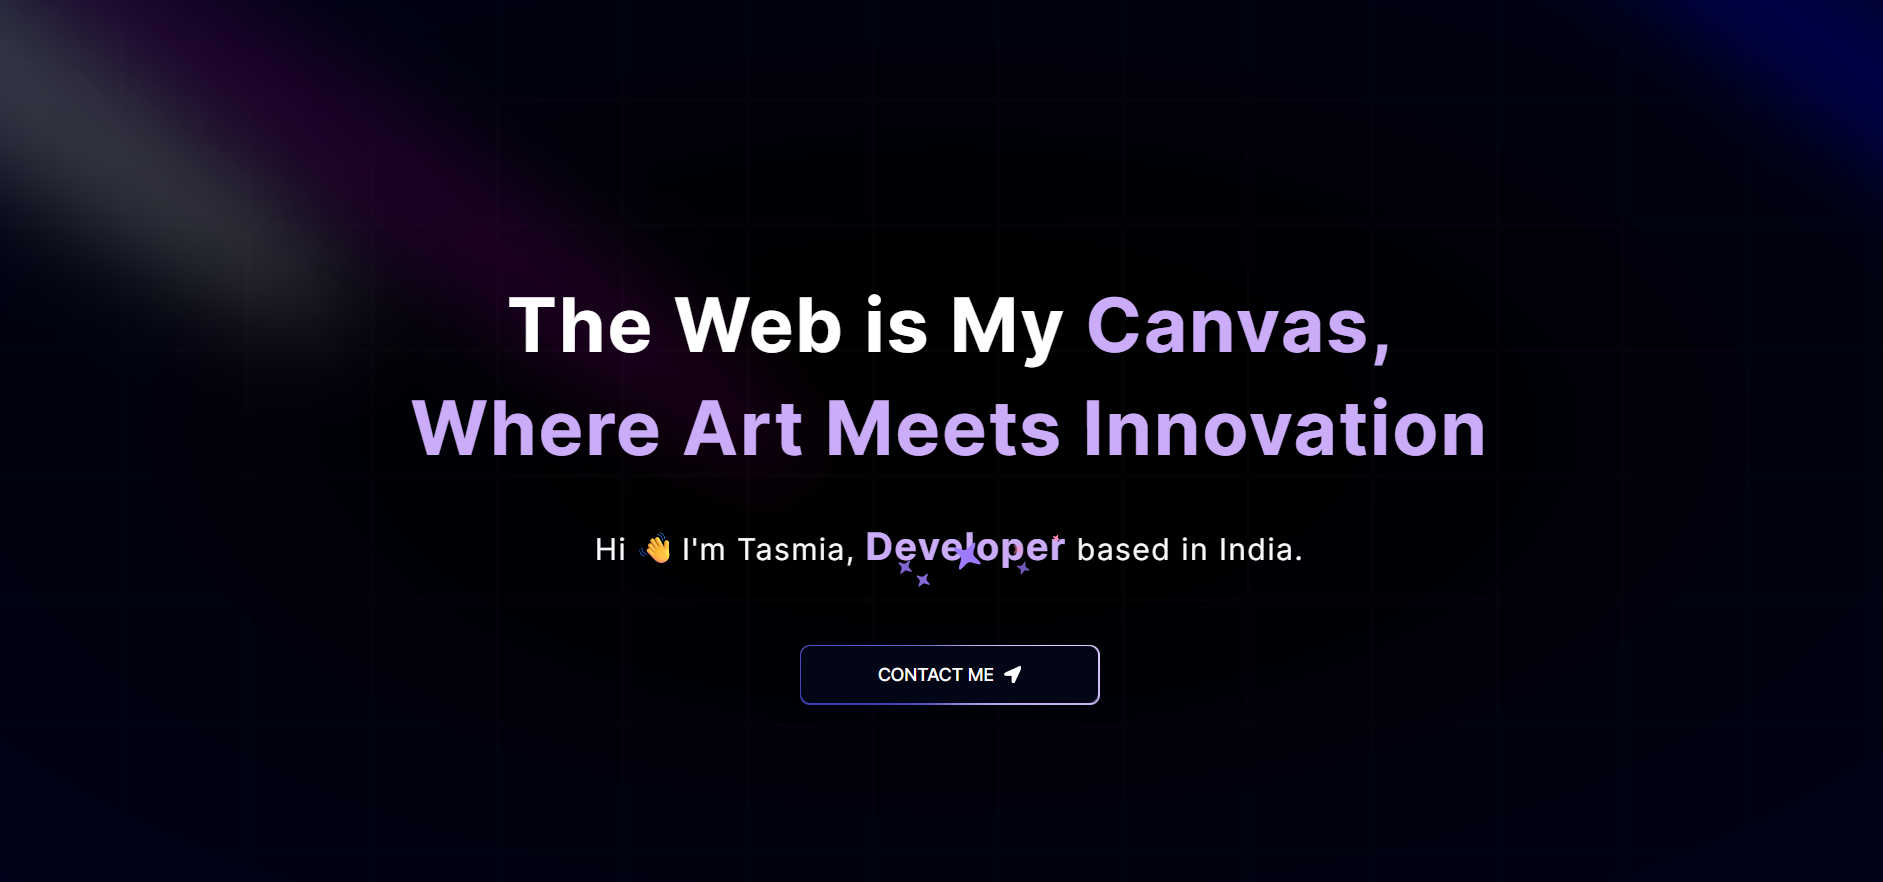 The Web is My Canvas,
Where Art Meets Innovation
Hi 👋 I'm Tasmia, Developer based in India.
CONTACT ME